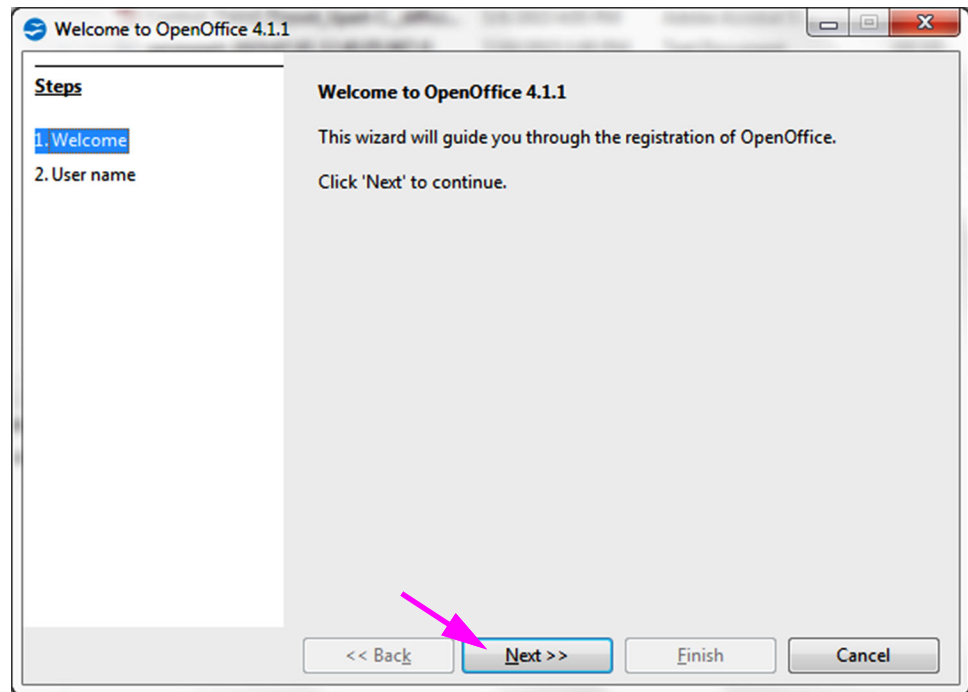 Welcome to OpenOffice 4.1.1
Steps
1. Welcome
2. User name
Welcome to OpenOffice 4.1.1
This wizard will guide you through the registration of OpenOffice.
Click 'Next' to continue.
<< Back
Next >>
Finish
Cancel